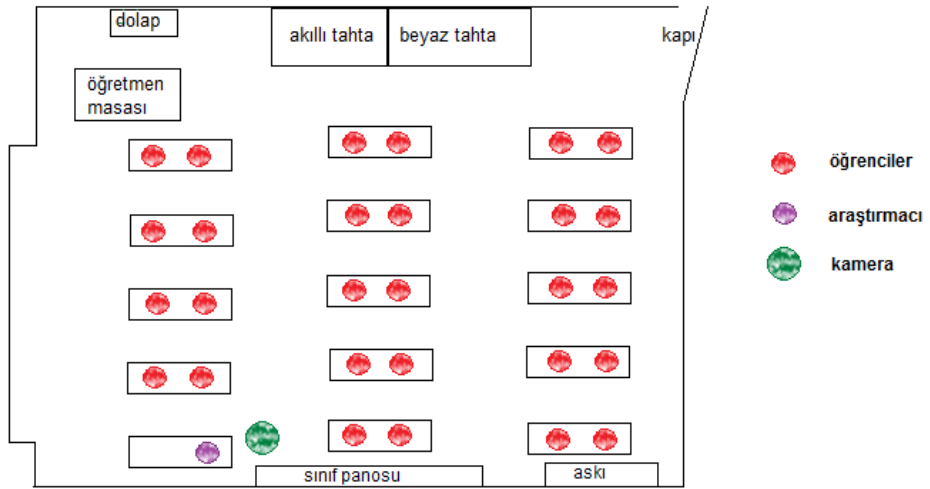 dolap
akıllı tahta
beyaz tahta
kapı
öğretmen
masası
öğrenciler
araştırmacı
kamera
sınıf panosu
askı